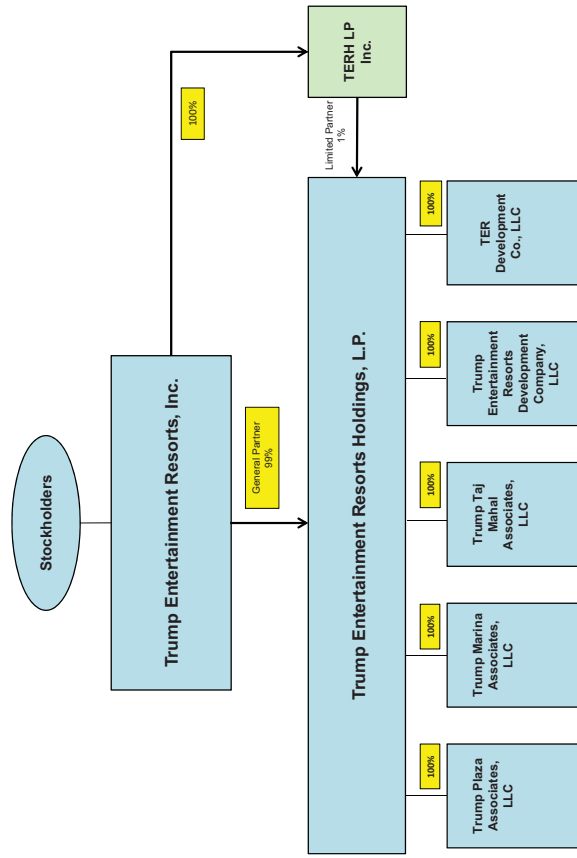 Stockholders
Trump Entertainment Resorts, Inc.
100%
General Partner
99%
TERH LP
Inc.
Limited Partner
1%
Trump Entertainment Resorts Holdings, L.P.
100%
100%
100%
100%
100%
Trump Plaza
Associates,
LLC
Trump Marina
Associates,
LLC
Trump Taj
Mahal
Associates,
LLC
Trump
Entertainment
Resorts
Development
Company,
LLC
TER
Development
Co., LLC